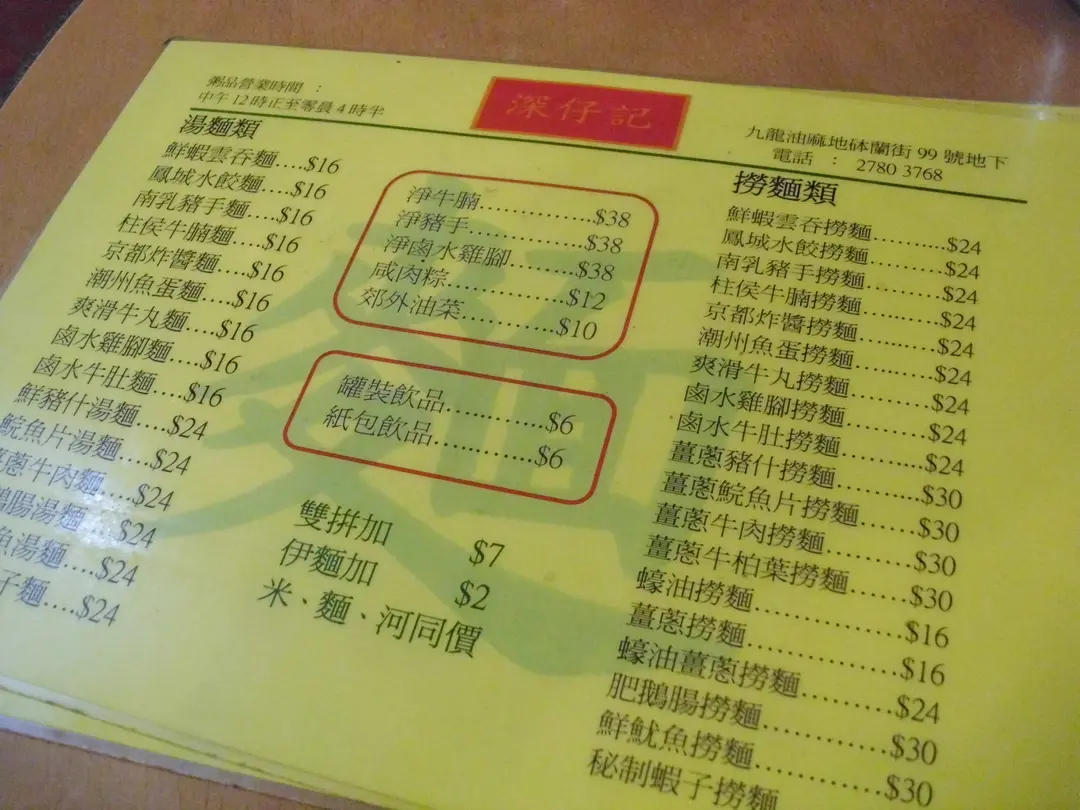 粥品營業時間 :
中午 12 時正至零晨 4 時半
深仔記
九龍油麻地砵蘭街 99 號地下
電話 : 2780 3768
湯麵類
鮮蝦雲吞麵....$16
鳳城水餃麵....$16
南乳豬手麵....$16
柱侯牛腩麵....$16
京都炸醬麵....$16
潮州魚蛋麵....$16
爽滑牛丸麵....$16
鹵水雞腳麵....$16
鹵水牛肚麵....$16
鮮豬什湯麵....$24
鯇魚片湯麵....$24
蔥牛肉麵....$24
腸湯麵....$24
魚湯麵....$24
子麵....$24
淨牛腩..............$38
淨豬手..............$38
淨鹵水雞腳........$38
咸肉粽..............$12
郊外油菜...........$10
罐裝飲品...........$6
紙包飲品...........$6
雙拼加 $7
伊麵加 $2
米、麵、河同價
撈麵類
鮮蝦雲吞撈麵..........$24
鳳城水餃撈麵..........$24
南乳豬手撈麵..........$24
柱侯牛腩撈麵..........$24
京都炸醬撈麵..........$24
潮州魚蛋撈麵..........$24
爽滑牛丸撈麵..........$24
鹵水雞腳撈麵..........$24
鹵水牛肚撈麵..........$24
薑蔥豬什撈麵..........$30
薑蔥鯇魚片撈麵......$30
薑蔥牛肉撈麵..........$30
薑蔥牛柏葉撈麵......$30
蠔油撈麵................$16
薑蔥撈麵................$16
蠔油薑蔥撈麵..........$24
肥鵝腸撈麵.............$30
鮮魷魚撈麵.............$30
秘制蝦子撈麵